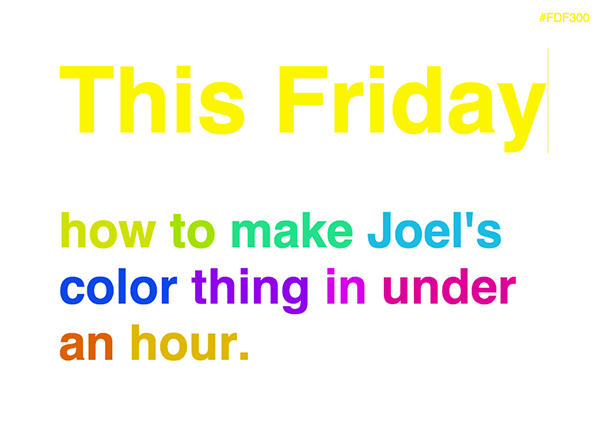 #FDF300
This Friday
how to make Joel's
color thing in under
an hour.